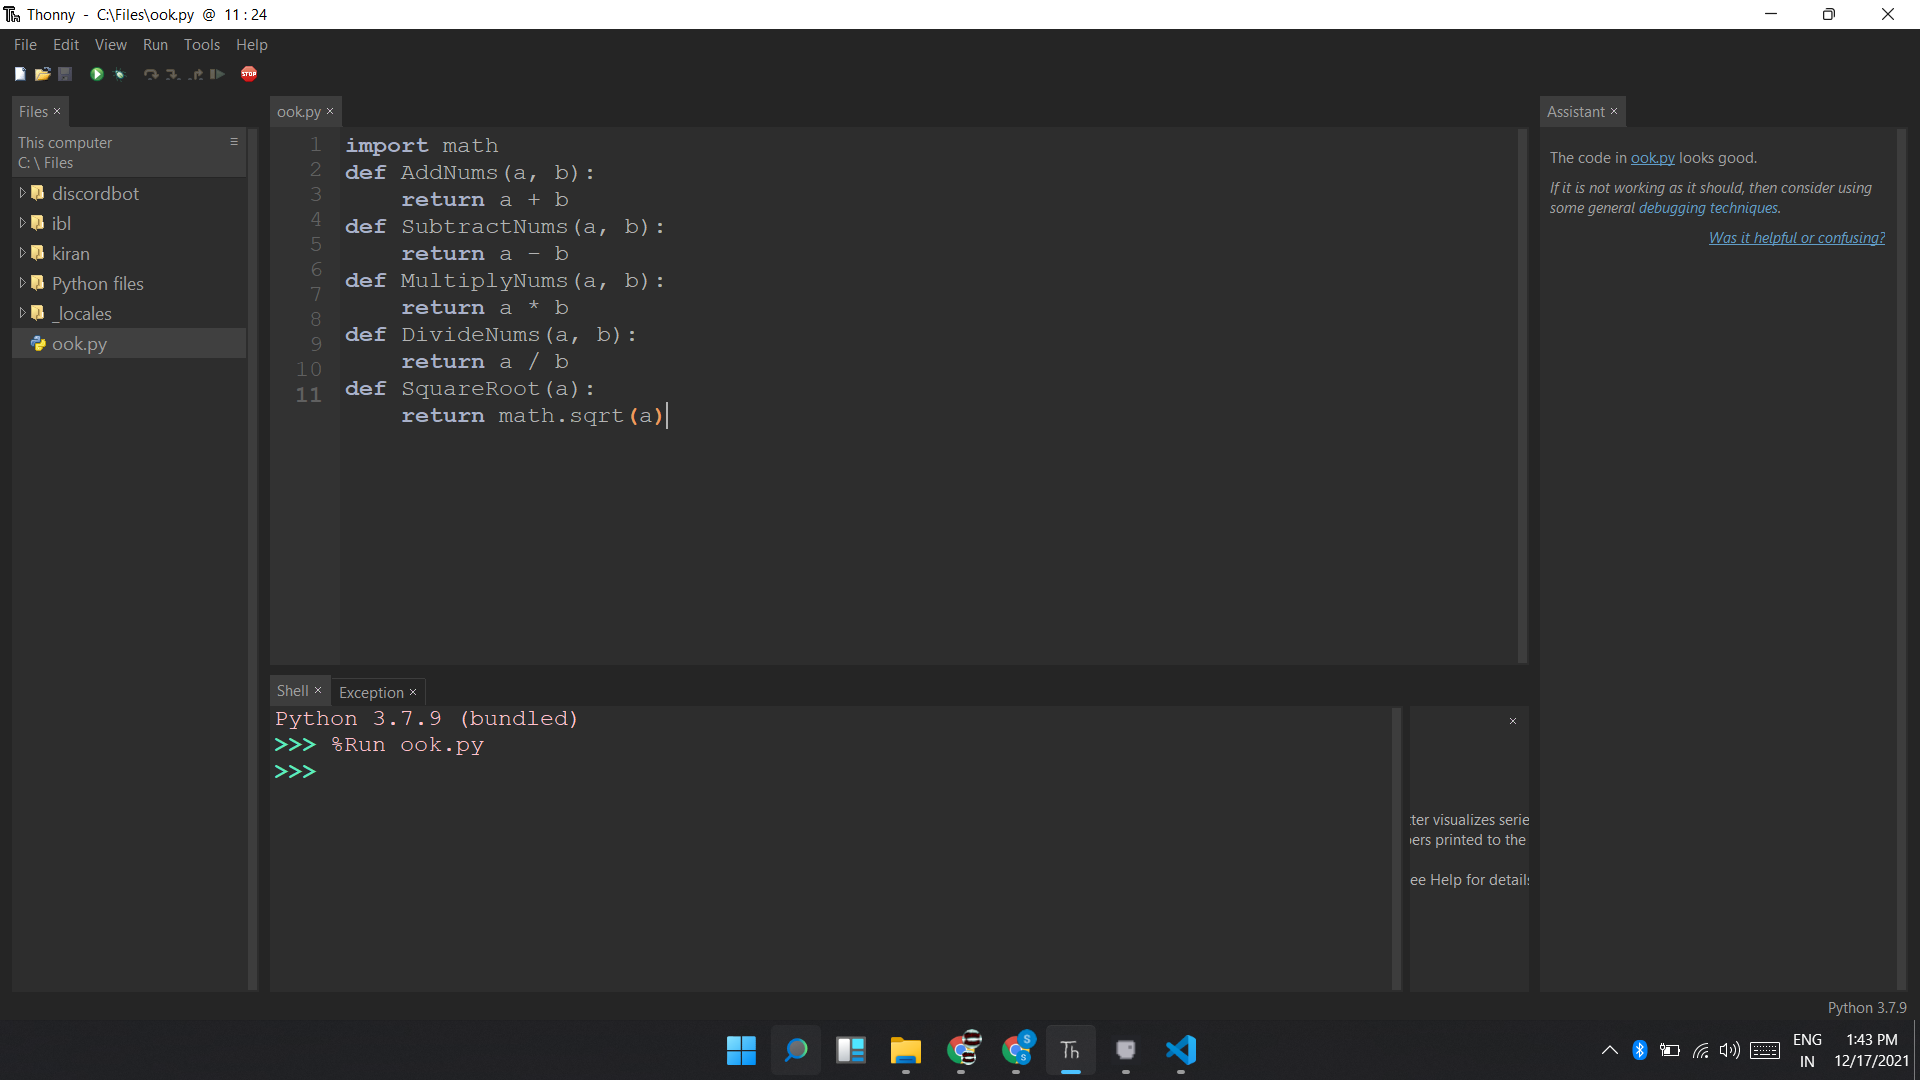 Thonny - C:\Files\ook.py @ 11 : 24
File Edit View Run Tools Help
STOP
Files ×
This computer
C: \ Files
discordbot
ibl
kiran
Python files
_locales
ook.py
ook.py ×
1 import math
2 def AddNums(a, b):
3     return a + b
4 def SubtractNums(a, b):
5     return a - b
6 def MultiplyNums(a, b):
7     return a * b
8 def DivideNums(a, b):
9     return a / b
10 def SquareRoot(a):
11     return math.sqrt(a)
Shell × Exception ×
Python 3.7.9 (bundled)
>>> %Run ook.py
>>>
visualizes
printed to the
Help for
Assistant ×
The code in ook.py looks good.
If it is not working as it should, then consider using
some general debugging techniques.
Was it helpful or confusing?
Python 3.7.9
S
S
Th
ENG
IN
1:43 PM
12/17/2021